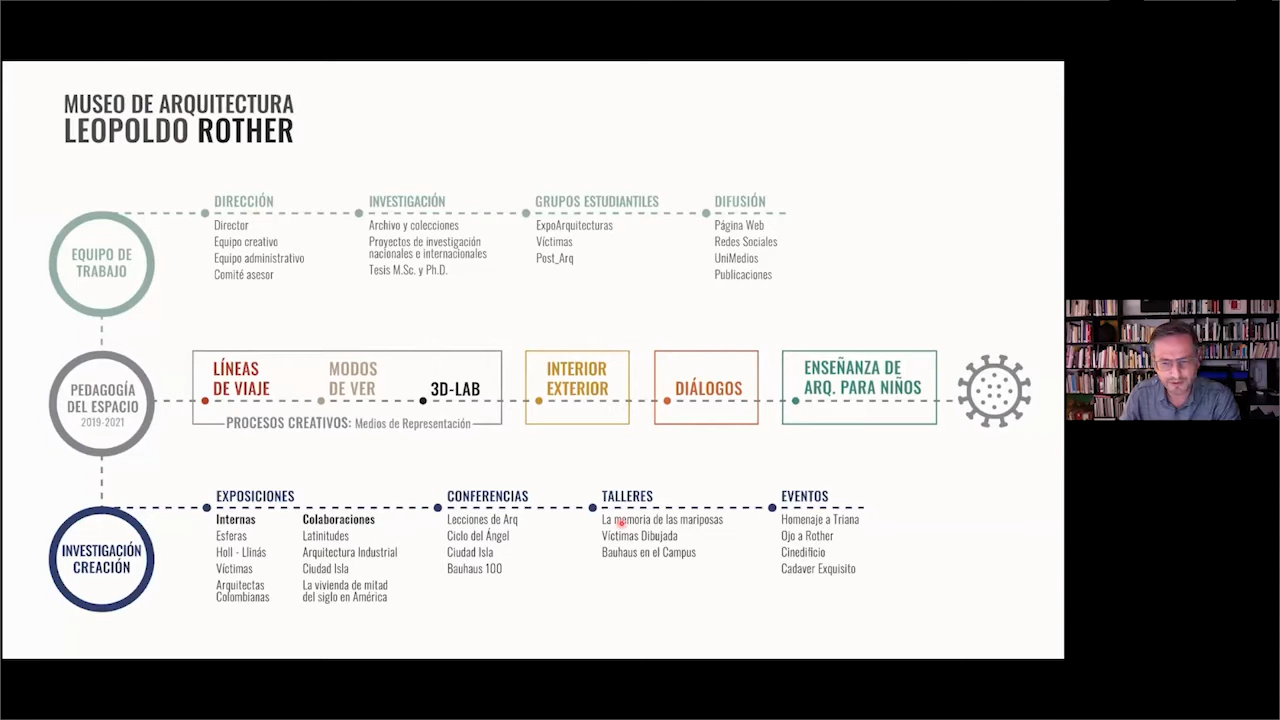 MUSEO DE ARQUITECTURA
LEOPOLDO ROTHER
EQUIPO DE
TRABAJO
DIRECCIÓN
Director
Equipo creativo
Equipo administrativo
Comité asesor
INVESTIGACIÓN
Archivo y colecciones
Proyectos de investigación
nacionales e internacionales
Tesis M.Sc. y Ph.D.
GRUPOS ESTUDIANTILES
ExpoArquitecturas
Víctimas
Post_Arq
DIFUSIÓN
Página Web
Redes Sociales
UniMedios
Publicaciones
PEDAGOGÍA
DEL ESPACIO
2019-2021
LÍNEAS
DE VIAJE
MODOS
DE VER
3D-LAB
PROCESOS CREATIVOS: Medios de Representación
INTERIOR
EXTERIOR
DIÁLOGOS
ENSEÑANZA DE
ARQ. PARA NIÑOS
INVESTIGACIÓN
CREACIÓN
EXPOSICIONES
Internas
Esferas
Holl - Llinás
Víctimas
Arquitectas
Colombianas
Colaboraciones
Latinitudes
Arquitectura Industrial
Ciudad Isla
La vivienda de mitad
del siglo en América
CONFERENCIAS
Lecciones de Arq
Ciclo del Ángel
Ciudad Isla
Bauhaus 100
TALLERES
La memoria de las mariposas
Víctimas Dibujada
Bauhaus en el Campus
EVENTOS
Homenaje a Triana
Ojo a Rother
Cinedificio
Cadaver Exquisito